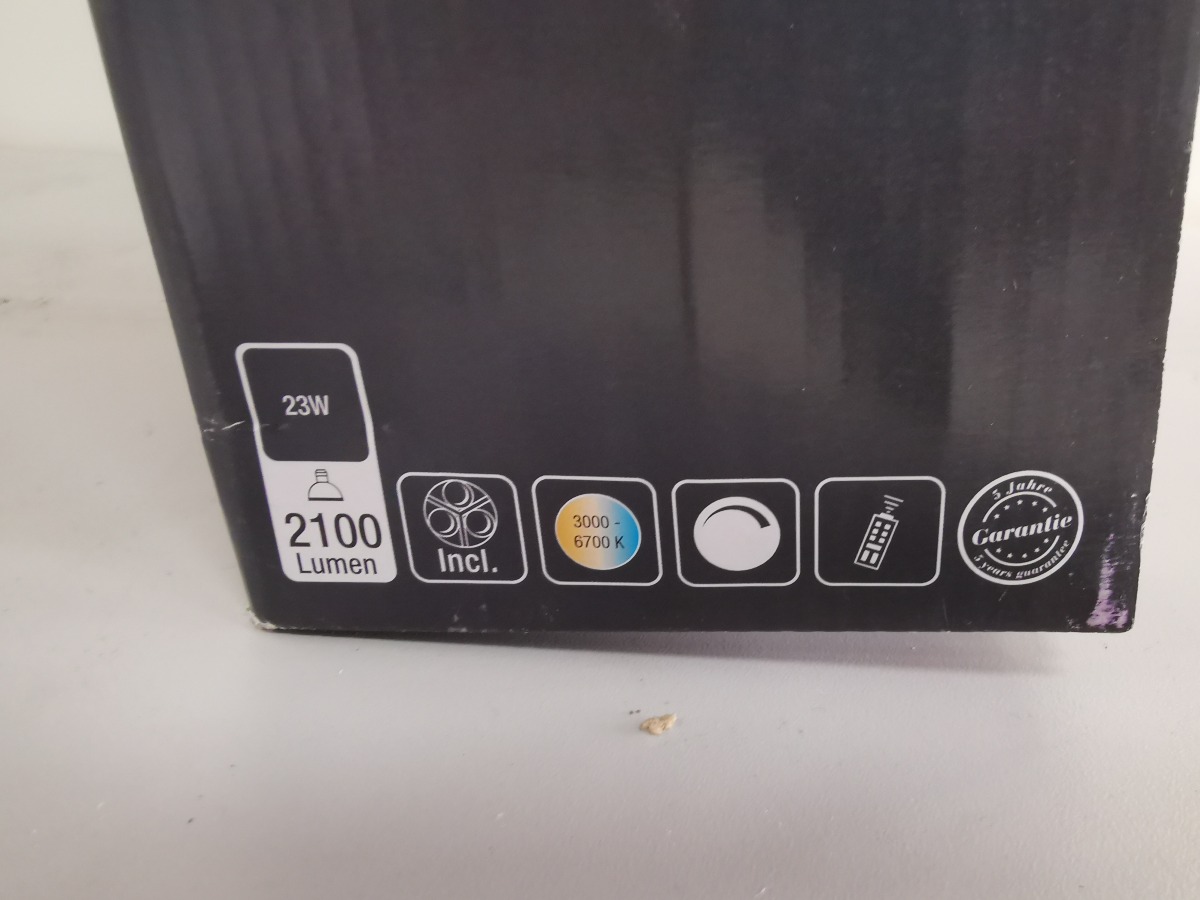 23W
2100
Lumen
Incl.
3000 -
6700 K
5 Jahre
Garantie
5 years guarantee